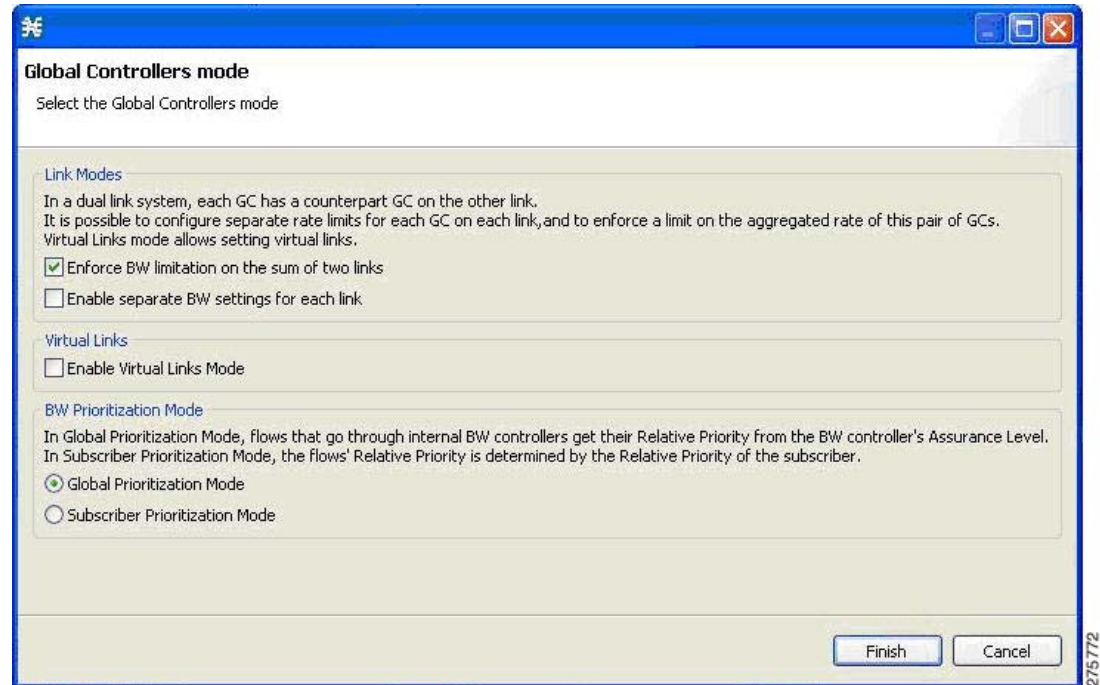 Global Controllers mode
Select the Global Controllers mode
Link Modes
In a dual link system, each GC has a counterpart GC on the other link.
It is possible to configure separate rate limits for each GC on each link,and to enforce a limit on the aggregated rate of this pair of GCs.
Virtual Links mode allows setting virtual links.
Enforce BW limitation on the sum of two links
Enable separate BW settings for each link
Virtual Links
Enable Virtual Links Mode
BW Prioritization Mode
In Global Prioritization Mode, flows that go through internal BW controllers get their Relative Priority from the BW controller's Assurance Level.
In Subscriber Prioritization Mode, the flows' Relative Priority is determined by the Relative Priority of the subscriber.
Global Prioritization Mode
Subscriber Prioritization Mode
Finish
Cancel
275772